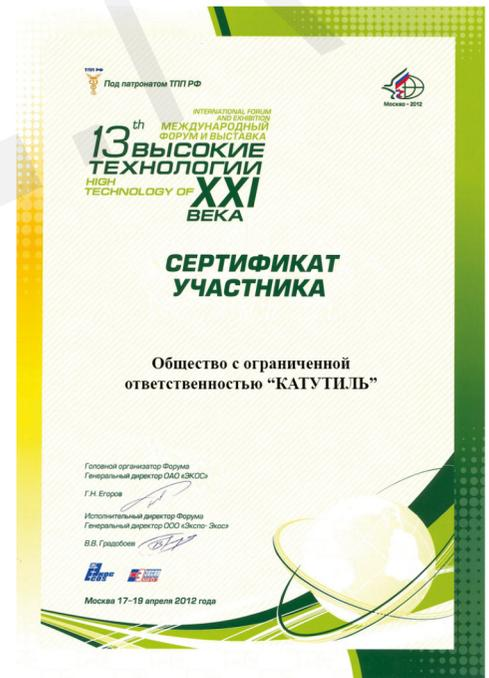 ТПП РФ
Под патронатом ТПП РФ
Москва - 2012
INTERNATIONAL FORUM
AND EXHIBITION
МЕЖДУНАРОДНЫЙ
ФОРУМ И ВЫСТАВКА
13th ВЫСОКИЕ
ТЕХНОЛОГИИ
HIGH
TECHNOLOGY OF XXI
ВЕКА
СЕРТИФИКАТ
УЧАСТНИКА
Общество с ограниченной
ответственностью “КАТУТИЛЬ”
Головной организатор Форума
Генеральный директор ОАО «ЭКОС»
Г.Н. Егоров
Исполнительный директор Форума
Генеральный директор ООО «Экспо- Экос»
В.В. Градобоев
Москва 17-19 апреля 2012 года